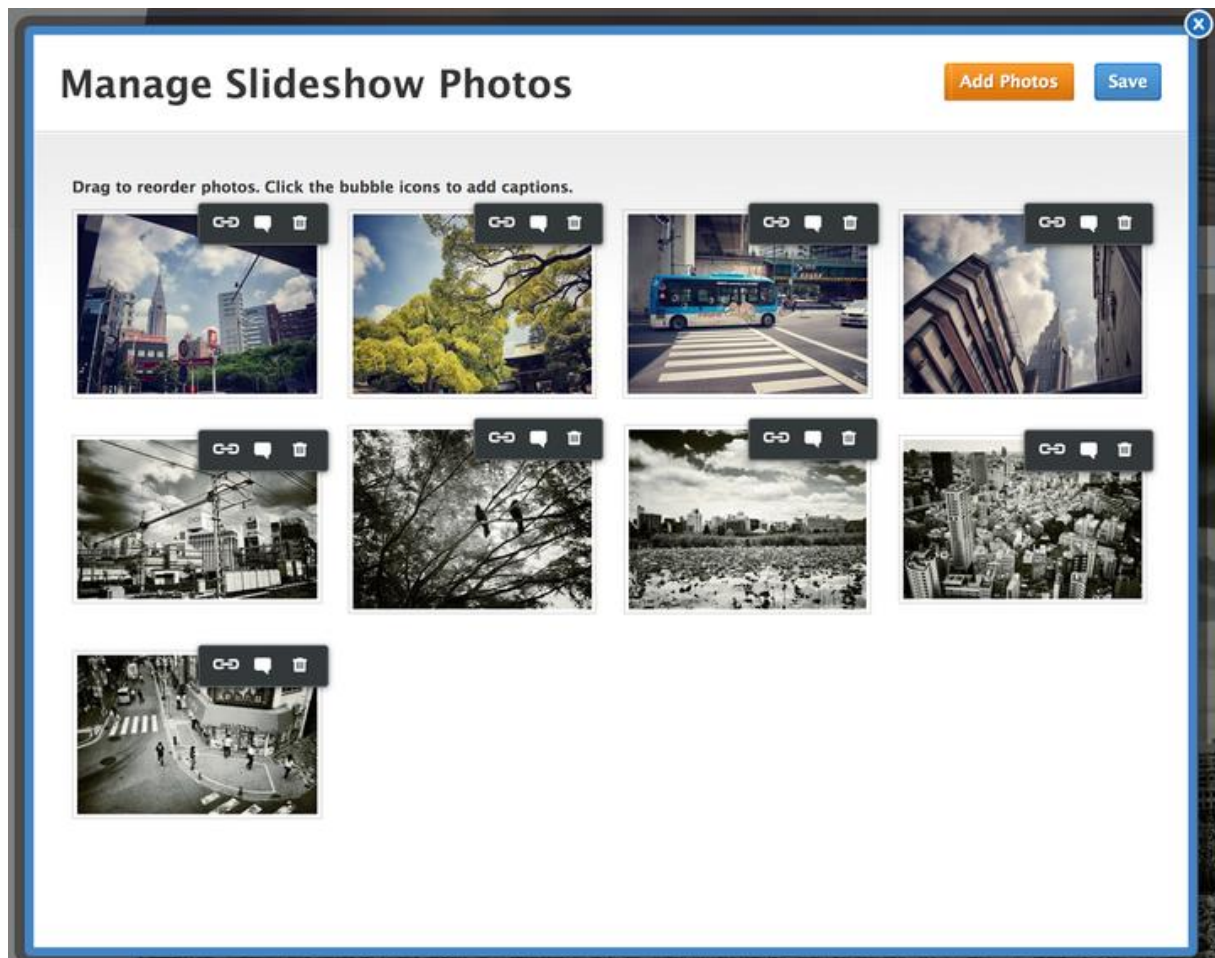 Manage Slideshow Photos
Add Photos
Save
Drag to reorder photos. Click the bubble icons to add captions.